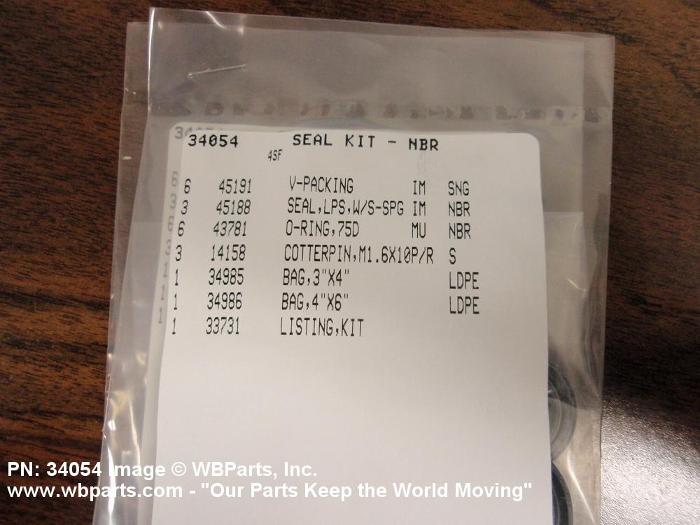 34054 SEAL KIT - NBR
4SF
6 45191 V-PACKING IM SNG
3 45188 SEAL,LPS,W/S-SPG IM NBR
6 43781 O-RING,75D MU NBR
3 14158 COTTERPIN,M1.6X10P/R S
1 34985 BAG,3"X4" LDPE
1 34986 BAG,4"X6" LDPE
1 33731 LISTING,KIT
PN: 34054 Image © WBParts, Inc.
www.wbparts.com - "Our Parts Keep the World Moving"